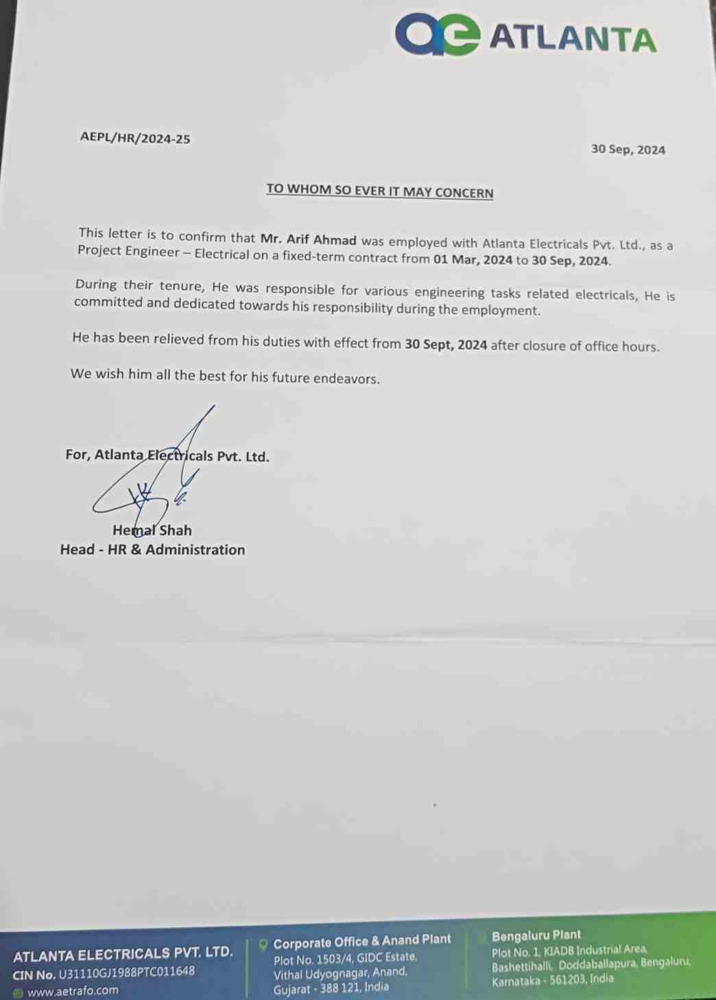 ae ATLANTA
AEPL/HR/2024-25
30 Sep, 2024
TO WHOM SO EVER IT MAY CONCERN
This letter is to confirm that Mr. Arif Ahmad was employed with Atlanta Electricals Pvt. Ltd., as a
Project Engineer – Electrical on a fixed-term contract from 01 Mar, 2024 to 30 Sep, 2024.
During their tenure, He was responsible for various engineering tasks related electricals, He is
committed and dedicated towards his responsibility during the employment.
He has been relieved from his duties with effect from 30 Sept, 2024 after closure of office hours.
We wish him all the best for his future endeavors.
For, Atlanta Electricals Pvt. Ltd.
Hemal Shah
Head - HR & Administration
ATLANTA ELECTRICALS PVT. LTD.
CIN No. U31110GJ1988PTC011648
www.aetrafo.com
Corporate Office & Anand Plant
Plot No. 1503/4, GIDC Estate,
Vithal Udyognagar, Anand,
Gujarat - 388 121, India
Bengaluru Plant
Plot No. 1, KIADB Industrial Area,
Bashettihalli, Doddaballapura, Bengaluru,
Karnataka - 561203, India